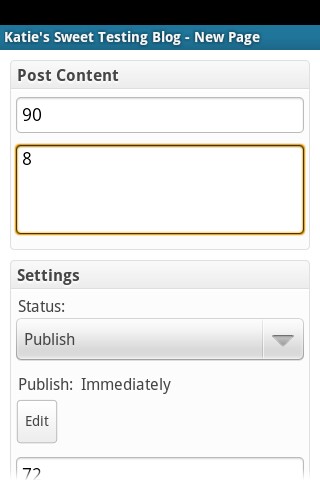 Katie's Sweet Testing Blog - New Page
Post Content
90
8
Settings
Status:
Publish
Publish: Immediately
Edit
72